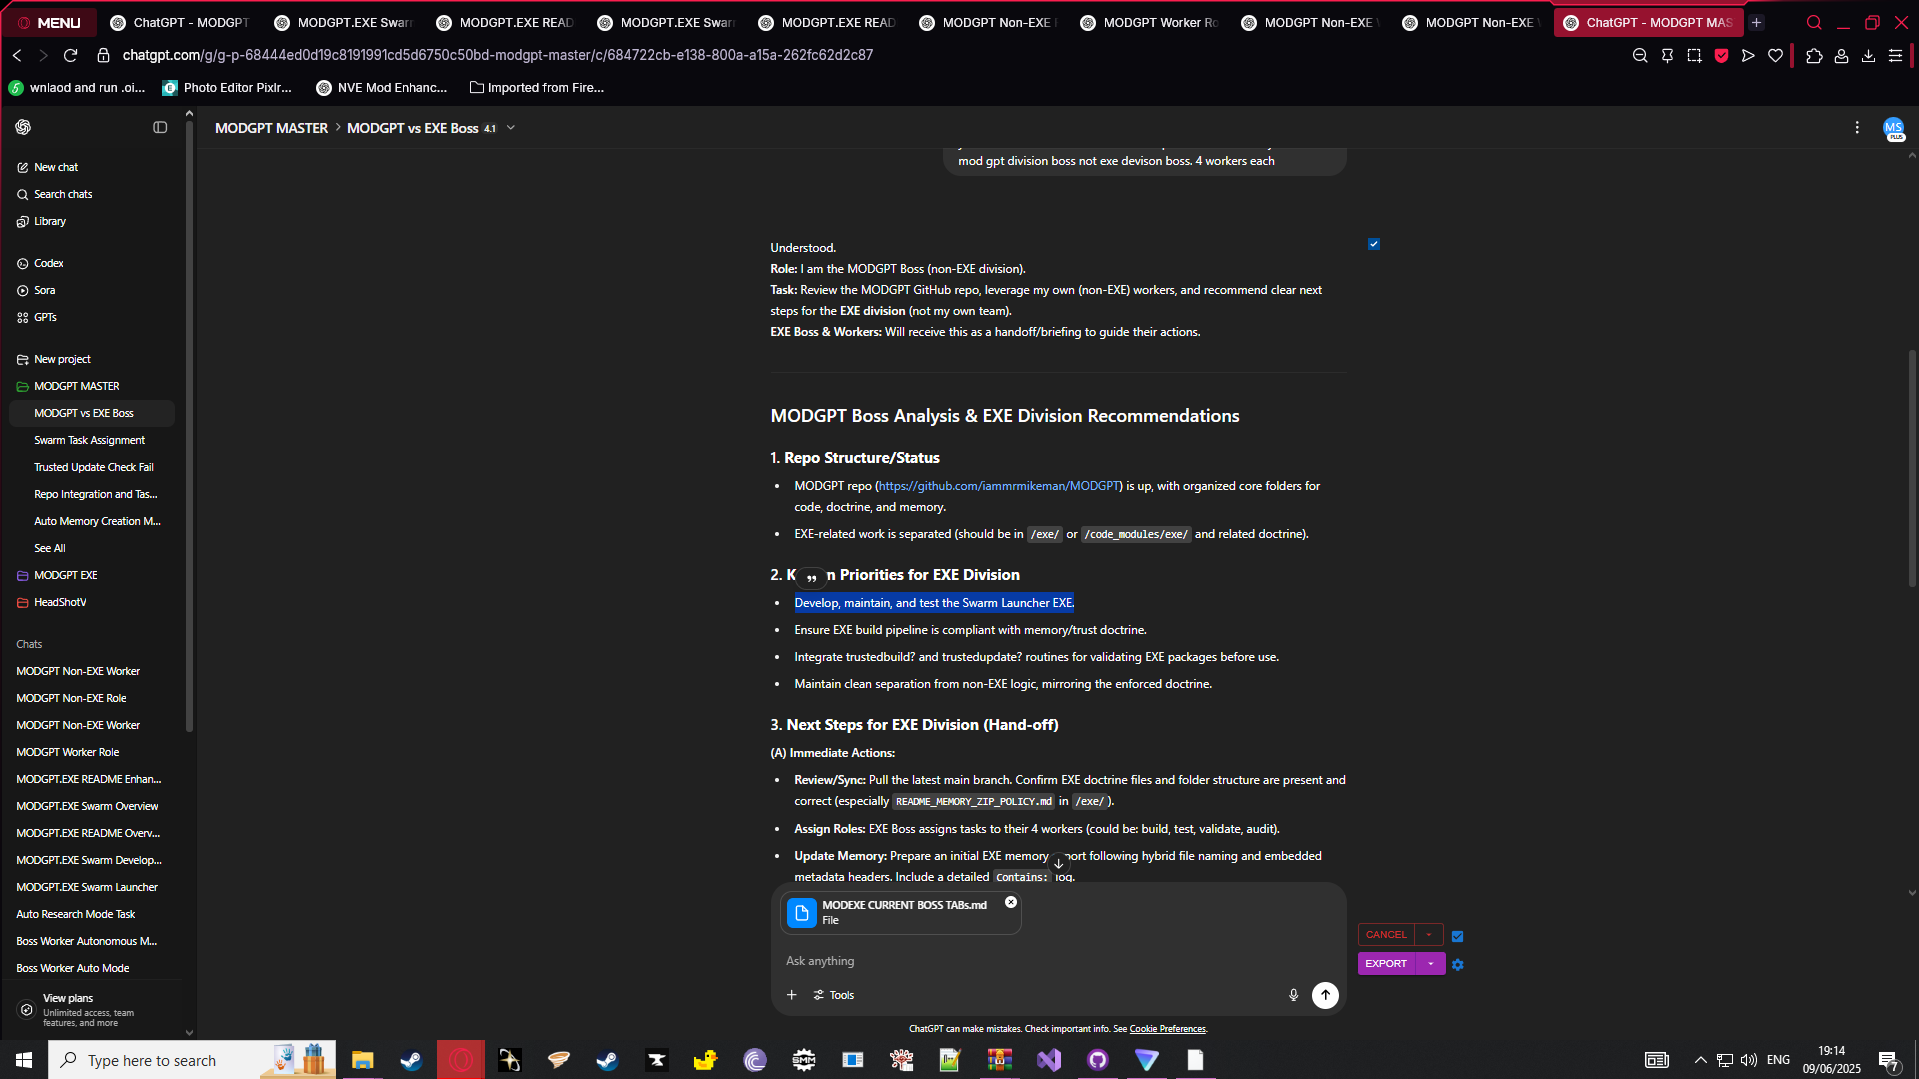 MENU
ChatGPT - MODGPT
MODGPT.EXE Swar
MODGPT.EXE READ
MODGPT.EXE Swar
MODGPT.EXE READ
MODGPT Non-EXE
MODGPT Worker Ro
MODGPT Non-EXE
MODGPT Non-EXE
ChatGPT - MODGPT MAS
chatgpt.com/g/g-p-68444ed0d19c8191991cd5d6750c50bd-modgpt-master/c/684722cb-e138-800a-a15a-262fc62d2c87
wnlaod and run .oi...
Photo Editor Pixlr...
NVE Mod Enhanc...
Imported from Fire...
MODGPT MASTER > MODGPT vs EXE Boss 4.1
MS
PLUS
New chat
Search chats
Library
Codex
Sora
GPTs
New project
MODGPT MASTER
MODGPT vs EXE Boss
Swarm Task Assignment
Trusted Update Check Fail
Repo Integration and Tas...
Auto Memory Creation M...
See All
MODGPT EXE
HeadShotV
Chats
MODGPT Non-EXE Worker
MODGPT Non-EXE Role
MODGPT Non-EXE Worker
MODGPT Worker Role
MODGPT.EXE README Enhan...
MODGPT.EXE Swarm Overview
MODGPT.EXE README Overv...
MODGPT.EXE Swarm Develop...
MODGPT.EXE Swarm Launcher
Auto Research Mode Task
Boss Worker Autonomous M...
Boss Worker Auto Mode
View plans
Unlimited access, team
features, and more
mod gpt division boss not exe devison boss. 4 workers each
Understood.
Role: I am the MODGPT Boss (non-EXE division).
Task: Review the MODGPT GitHub repo, leverage my own (non-EXE) workers, and recommend clear next
steps for the EXE division (not my own team).
EXE Boss & Workers: Will receive this as a handoff/briefing to guide their actions.
MODGPT Boss Analysis & EXE Division Recommendations
1. Repo Structure/Status
• MODGPT repo (https://github.com/iammrmikeman/MODGPT) is up, with organized core folders for
code, doctrine, and memory.
• EXE-related work is separated (should be in /exe/ or /code_modules/exe/ and related doctrine).
2. K n Priorities for EXE Division
• Develop, maintain, and test the Swarm Launcher EXE.
• Ensure EXE build pipeline is compliant with memory/trust doctrine.
• Integrate trustedbuild? and trustedupdate? routines for validating EXE packages before use.
• Maintain clean separation from non-EXE logic, mirroring the enforced doctrine.
3. Next Steps for EXE Division (Hand-off)
(A) Immediate Actions:
• Review/Sync: Pull the latest main branch. Confirm EXE doctrine files and folder structure are present and
correct (especially README_MEMORY_ZIP_POLICY.md in /exe/).
• Assign Roles: EXE Boss assigns tasks to their 4 workers (could be: build, test, validate, audit).
• Update Memory: Prepare an initial EXE memory ort following hybrid file naming and embedded
metadata headers. Include a detailed Contains: log.
MODEXE CURRENT BOSS TABs.md
File
Ask anything
Tools
CANCEL
EXPORT
ChatGPT can make mistakes. Check important info. See Cookie Preferences.
Type here to search
ENG
19:14
09/06/2025
7